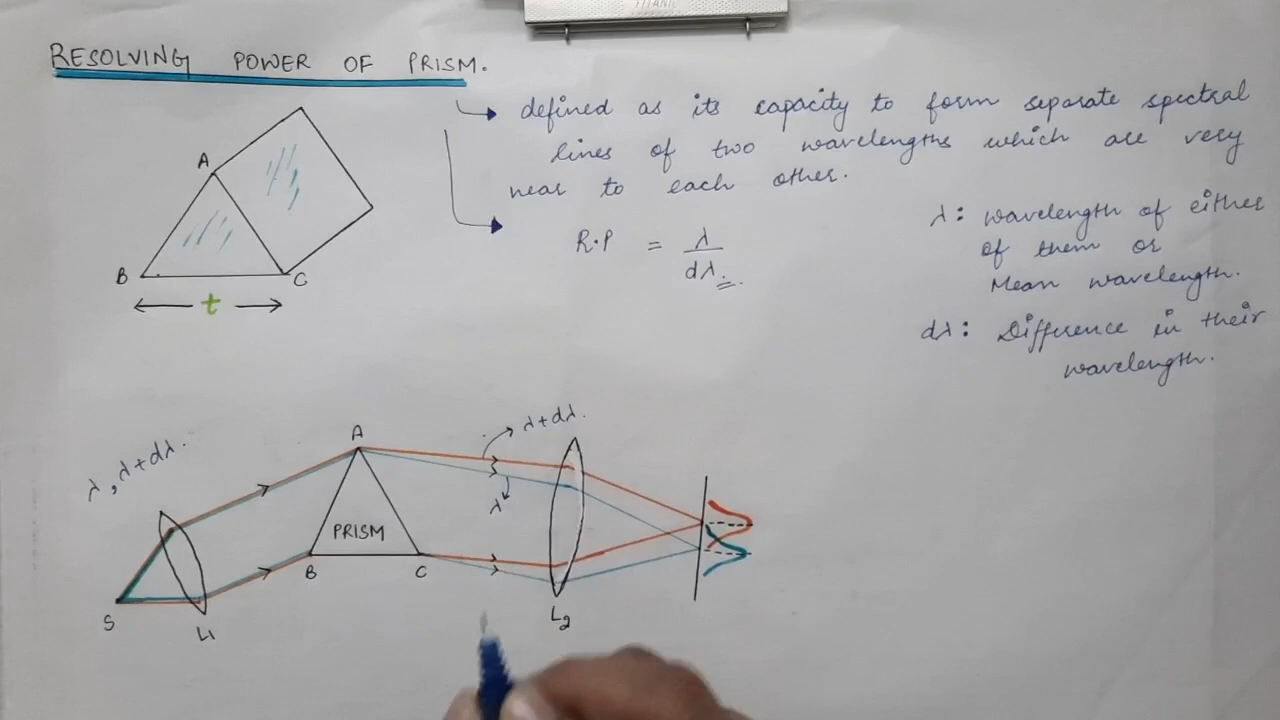 TITANIC
RESOLVING POWER OF PRISM.
defined as its capacity to form separate spectral
lines of two wavelengths which are very
near to each other.
R.P = λ/dλ
λ: wavelength of either
of them or
Mean wavelength.
dλ: Difference in their
wavelength.
A
B
C
t
λ, λ+dλ.
A
λ+dλ.
λ
PRISM
B
C
S
L1
L2